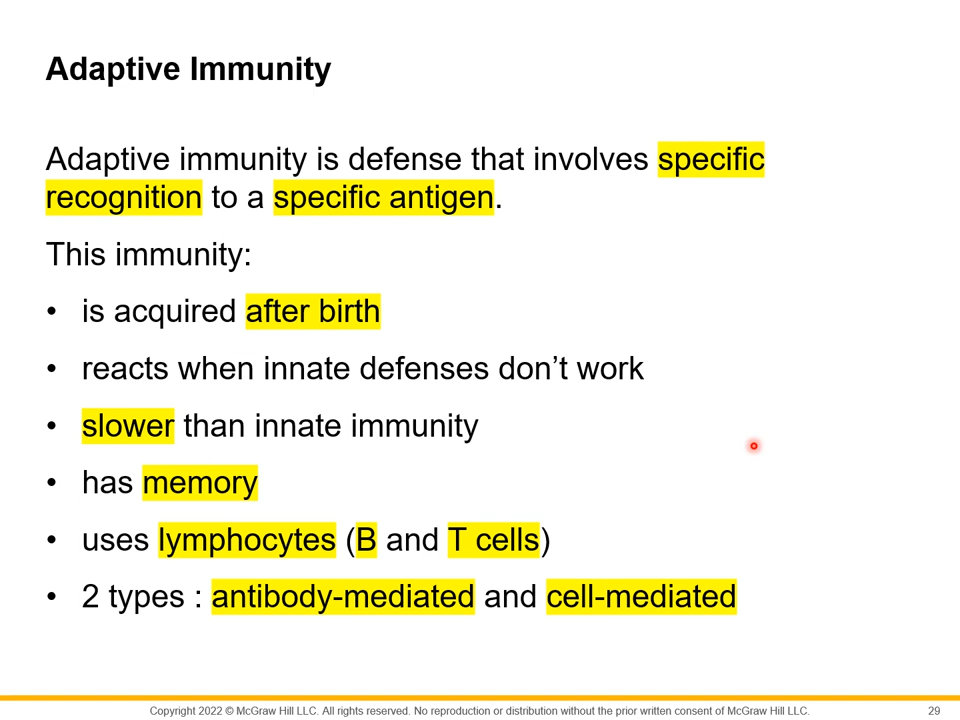 Adaptive Immunity
Adaptive immunity is defense that involves specific
recognition to a specific antigen.
This immunity:
• is acquired after birth
• reacts when innate defenses don’t work
• slower than innate immunity
• has memory
• uses lymphocytes (B and T cells)
• 2 types : antibody-mediated and cell-mediated
Copyright 2022 © McGraw Hill LLC. All rights reserved. No reproduction or distribution without the prior written consent of McGraw Hill LLC.
29